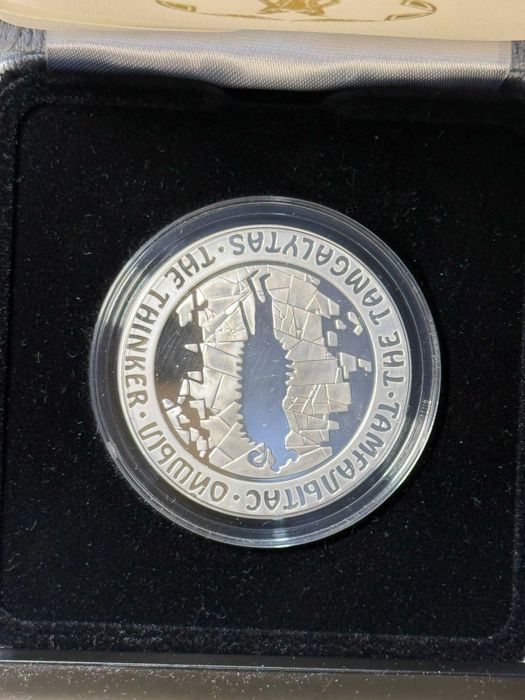 ТАМҒАЛЫТАС · ОЙШЫЛ
THE TAMGALYTAS · THE THINKER